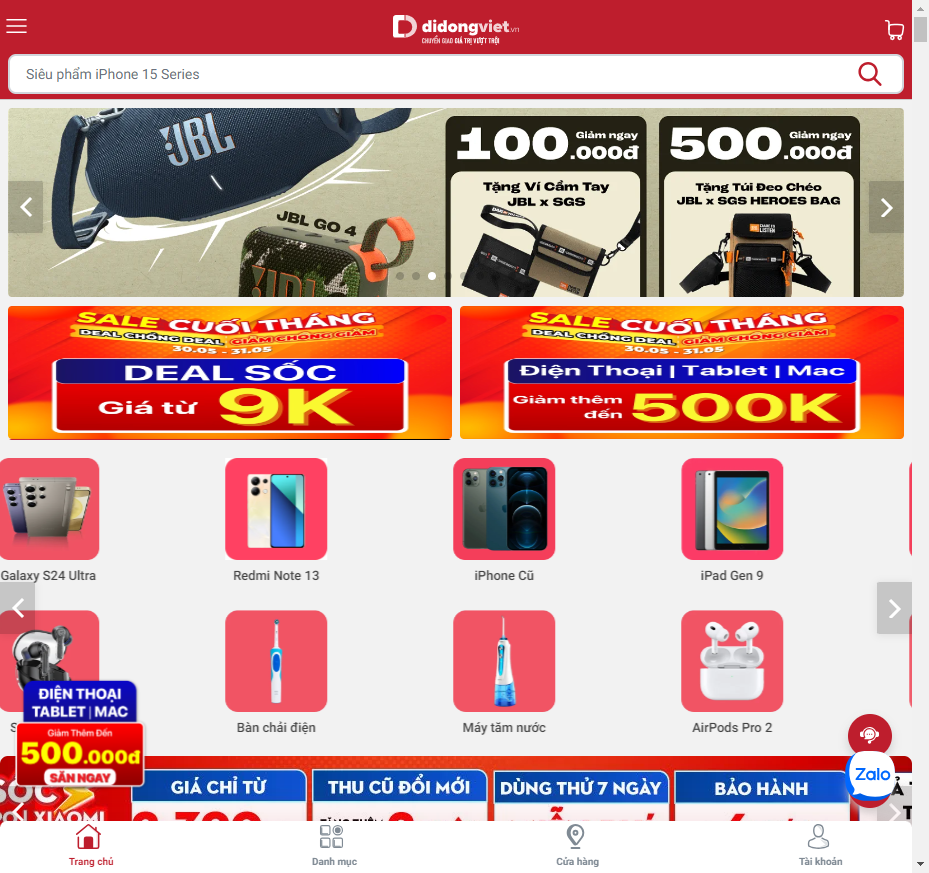 didongviet.vn
CHUYỂN GIAO GIÁ TRỊ VƯỢT TRỘI
Siêu phẩm iPhone 15 Series
JBL
JBL GO 4
100.000đ
Giảm ngay
Tặng Ví Cầm Tay
JBL x SGS
500.000đ
Giảm ngay
Tặng Túi Đeo Chéo
JBL x SGS HEROES BAG
SALE CUỐI THÁNG
DEAL CHỒNG DEAL GIẢM CHỒNG GIẢM
30.05 - 31.05
DEAL SỐC
Giá từ 9K
SALE CUỐI THÁNG
DEAL CHỒNG DEAL GIẢM CHỒNG GIẢM
30.05 - 31.05
Điện Thoại | Tablet | Mac
Giảm thêm đến 500K
Galaxy S24 Ultra
Redmi Note 13
iPhone Cũ
iPad Gen 9
Bàn chải điện
Máy tăm nước
AirPods Pro 2
ĐIỆN THOẠI
TABLET | MAC
Giảm Thêm Đến
500.000đ
SĂN NGAY
Zalo
GIÁ CHỈ TỪ
THU CŨ ĐỔI MỚI
DÙNG THỬ 7 NGÀY
BẢO HÀNH
XIAOMI
Trang chủ
Danh mục
Cửa hàng
Tài khoản